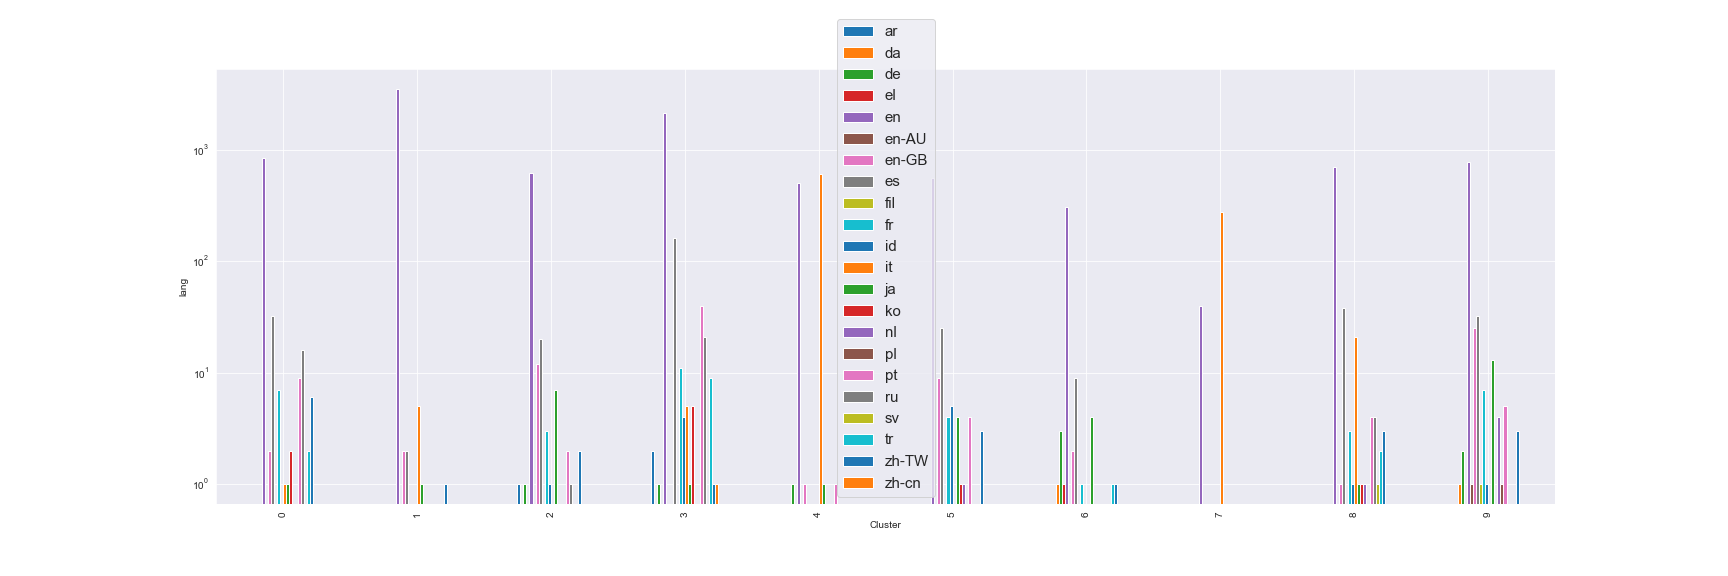 ar
da
de
el
en
en-AU
en-GB
es
fil
fr
id
it
ja
ko
nl
pl
pt
ru
sv
tr
zh-TW
zh-cn
10³
10²
10¹
10⁰
lang
0 1 2 3 4 5 6 7 8 9
Cluster